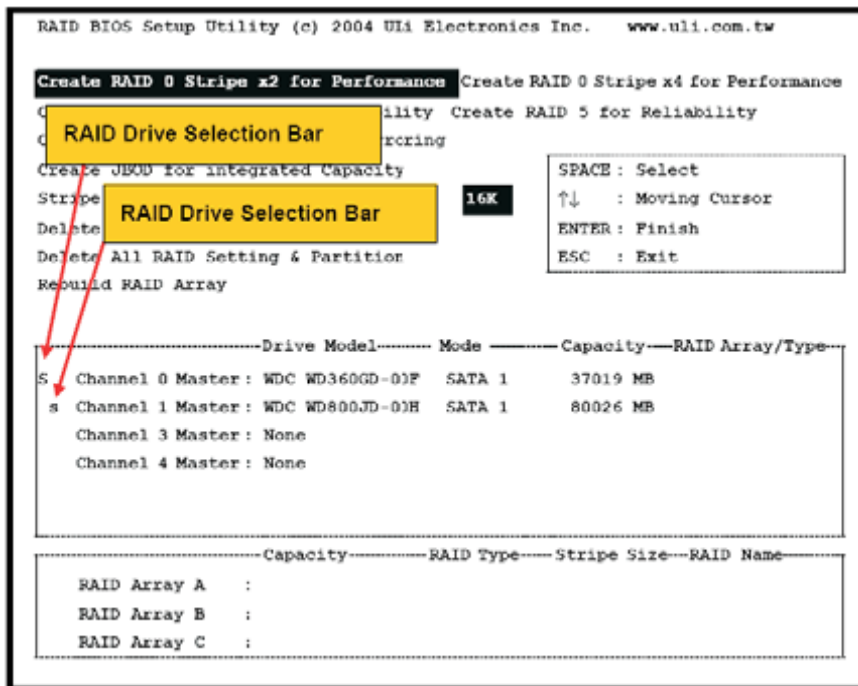 RAID BIOS Setup Utility (c) 2004 ULi Electronics Inc. www.uli.com.tw
Create RAID 0 Stripe x2 for Performance Create RAID 0 Stripe x4 for Performance
ility Create RAID 5 for Reliability
RAID Drive Selection Bar
Create JBOD for integrated Capacity
SPACE : Select
Stripe 16K
↑↓ : Moving Cursor
RAID Drive Selection Bar
Delete
ENTER : Finish
Delete All RAID Setting & Partition
ESC : Exit
Rebuild RAID Array
Drive Model Mode Capacity RAID Array/Type
S Channel 0 Master : WDC WD360GD-00F SATA 1 37019 MB
s Channel 1 Master : WDC WD800JD-00H SATA 1 80026 MB
Channel 3 Master : None
Channel 4 Master : None
Capacity RAID Type Stripe Size RAID Name
RAID Array A :
RAID Array B :
RAID Array C :